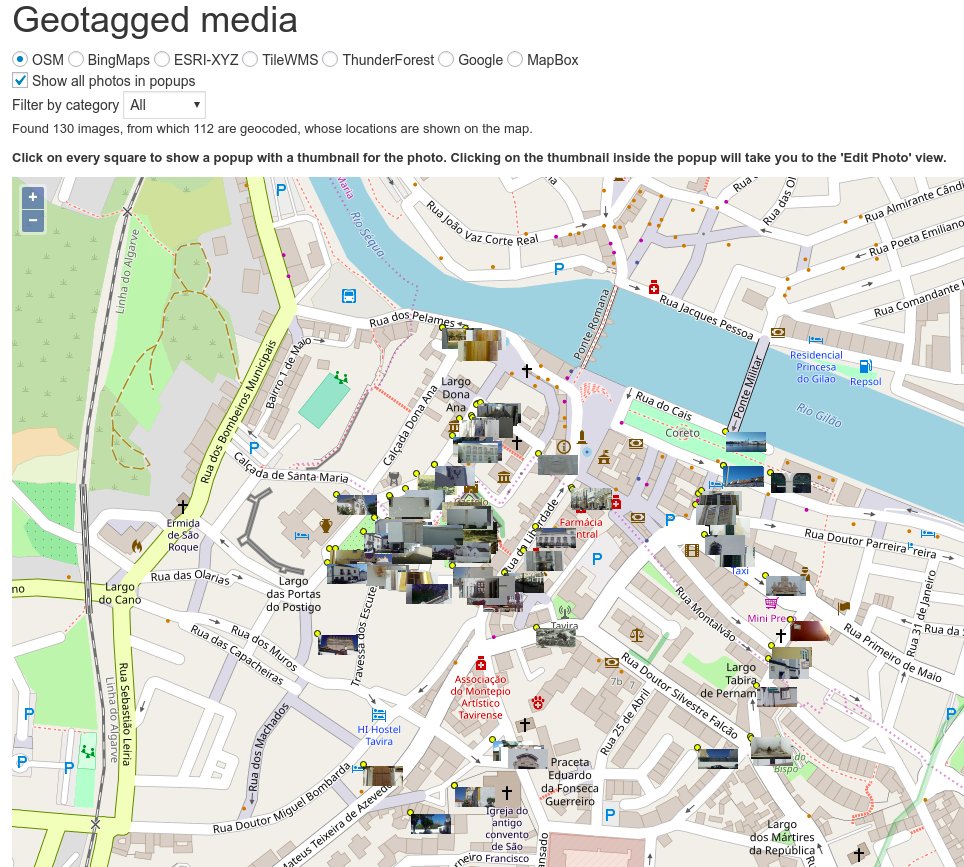 Geotagged media
OSM BingMaps ESRI-XYZ TileWMS ThunderForest Google MapBox
Show all photos in popups
Filter by category All
Found 130 images, from which 112 are geocoded, whose locations are shown on the map.
Click on every square to show a popup with a thumbnail for the photo. Clicking on the thumbnail inside the popup will take you to the 'Edit Photo' view.
+
−
P
Maria
Rio Séqua
Rua João Vaz Corte Real
Rua das
Rua Almirante Cândi
Rua Poeta Emiliano
Linha do Algarve
P
Rua Jacques Pessoa
Rua Comandante
Rua dos Pelames
Ponte Romana
Bairro 1 de Maio
Rua dos Bombeiros Municipais
Residencial
Princesa
do Gilão
Repsol
Ponte Militar
Largo
Dona
Ana
Calçada Dona Ana
Rua do Cais
Rio Gilão
Coreto
P
Calçada de Santa Maria
Ermida
de São
Roque
Farmácia
ntral
P
Rua Doutor Parreira
reira
P
Taxi
Rua das Olarias
Largo
do Cano
Largo
das Portas
do Postigo
no
Rua Montalvão
Mini Pre
Rua 31 de Janeiro
Rua Primeiro de Maio
Rua da S
Tavira
Travessa dos Escute
Rua dos Muros
Rua das Capacheiras
Largo
Tabira
de Pernam
7b
7
Rua Sebastião Leiria
Linha do Algarve
Associação
do Montepio
Artístico
Tavirense
Rua Doutor Silvestre Falcão
Rua 25 de Abril
P
HI Hostel
Tavira
P
Rua dos Machados
P
P
do
Bispo
Praceta
Eduardo
da Fonseca
Guerreiro
Rua Doutor Miguel Bombarda
Mateus Teixeira de Azevedo
P
Igreja do
antigo
convento
de São
Francisco
Largo
dos Mártires
da República
rneiro
ansado